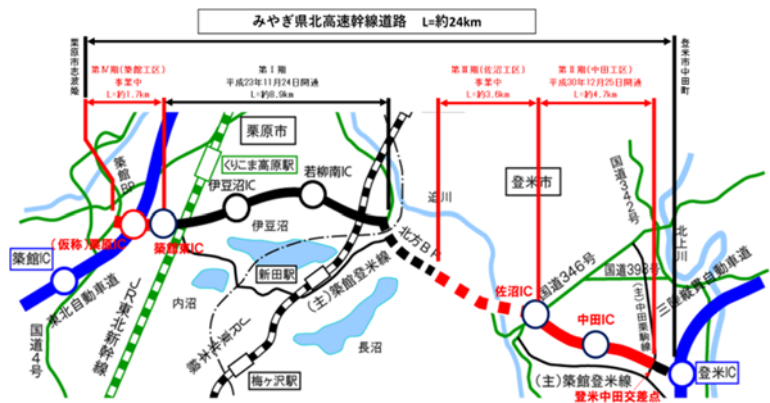 みやぎ県北高速幹線道路 L=約24km
栗原市志波姫
登米市中田町
第Ⅳ期(築館工区)
事業中
L=約1.7km
第Ⅰ期
平成23年11月24日開通
L=約8.9km
第Ⅲ期(佐沼工区)
事業中
L=約3.6km
第Ⅱ期(中田工区)
平成30年12月25日開通
L=約4.7km
栗原市
築館BP
くりこま高原駅
若柳南IC
伊豆沼IC
迫川
登米市
国道342号
北上川
(仮称)栗原IC
築館東IC
伊豆沼
北方BP
国道346号
国道398号
築館IC
東北自動車道
新田駅
(主)築館登米線
佐沼IC
(主)中田栗駒線
三陸縦貫自動車道
JR東北新幹線
内沼
中田IC
国道4号
JR東北本線
長沼
梅ヶ沢駅
(主)築館登米線
登米IC
登米中田交差点